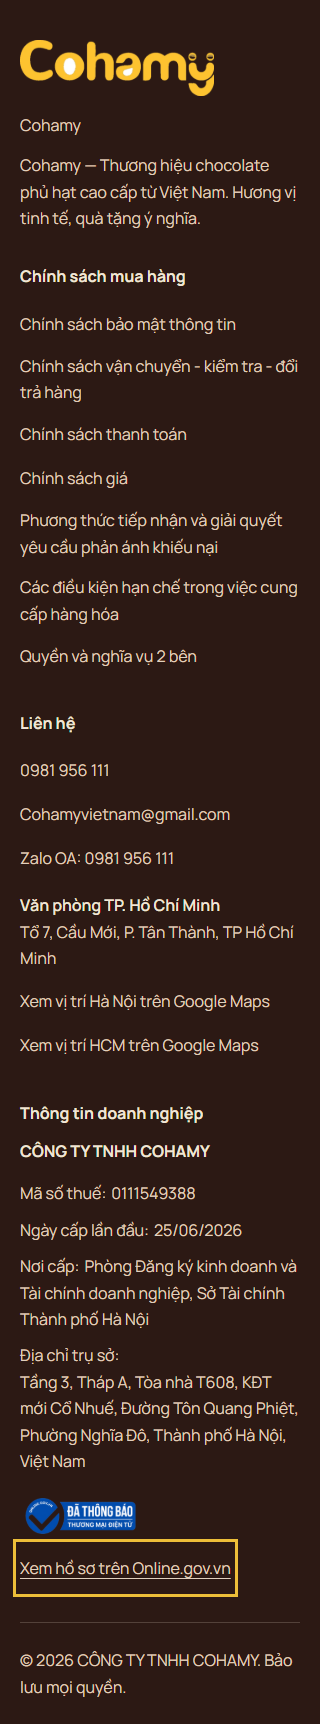 Cohamy
Cohamy
Cohamy — Thương hiệu chocolate
phủ hạt cao cấp từ Việt Nam. Hương vị
tinh tế, quà tặng ý nghĩa.
Chính sách mua hàng
Chính sách bảo mật thông tin
Chính sách vận chuyển - kiểm tra - đổi
trả hàng
Chính sách thanh toán
Chính sách giá
Phương thức tiếp nhận và giải quyết
yêu cầu phản ánh khiếu nại
Các điều kiện hạn chế trong việc cung
cấp hàng hóa
Quyền và nghĩa vụ 2 bên
Liên hệ
0981 956 111
Cohamyvietnam@gmail.com
Zalo OA: 0981 956 111
Văn phòng TP. Hồ Chí Minh
Tổ 7, Cầu Mới, P. Tân Thành, TP Hồ Chí
Minh
Xem vị trí Hà Nội trên Google Maps
Xem vị trí HCM trên Google Maps
Thông tin doanh nghiệp
CÔNG TY TNHH COHAMY
Mã số thuế: 0111549388
Ngày cấp lần đầu: 25/06/2026
Nơi cấp: Phòng Đăng ký kinh doanh và
Tài chính doanh nghiệp, Sở Tài chính
Thành phố Hà Nội
Địa chỉ trụ sở:
Tầng 3, Tháp A, Tòa nhà T608, KĐT
mới Cổ Nhuế, Đường Tôn Quang Phiệt,
Phường Nghĩa Đô, Thành phố Hà Nội,
Việt Nam
ONLINE.GOV.VN
ĐÃ THÔNG BÁO
THƯƠNG MẠI ĐIỆN TỬ
Xem hồ sơ trên Online.gov.vn
© 2026 CÔNG TY TNHH COHAMY. Bảo
lưu mọi quyền.